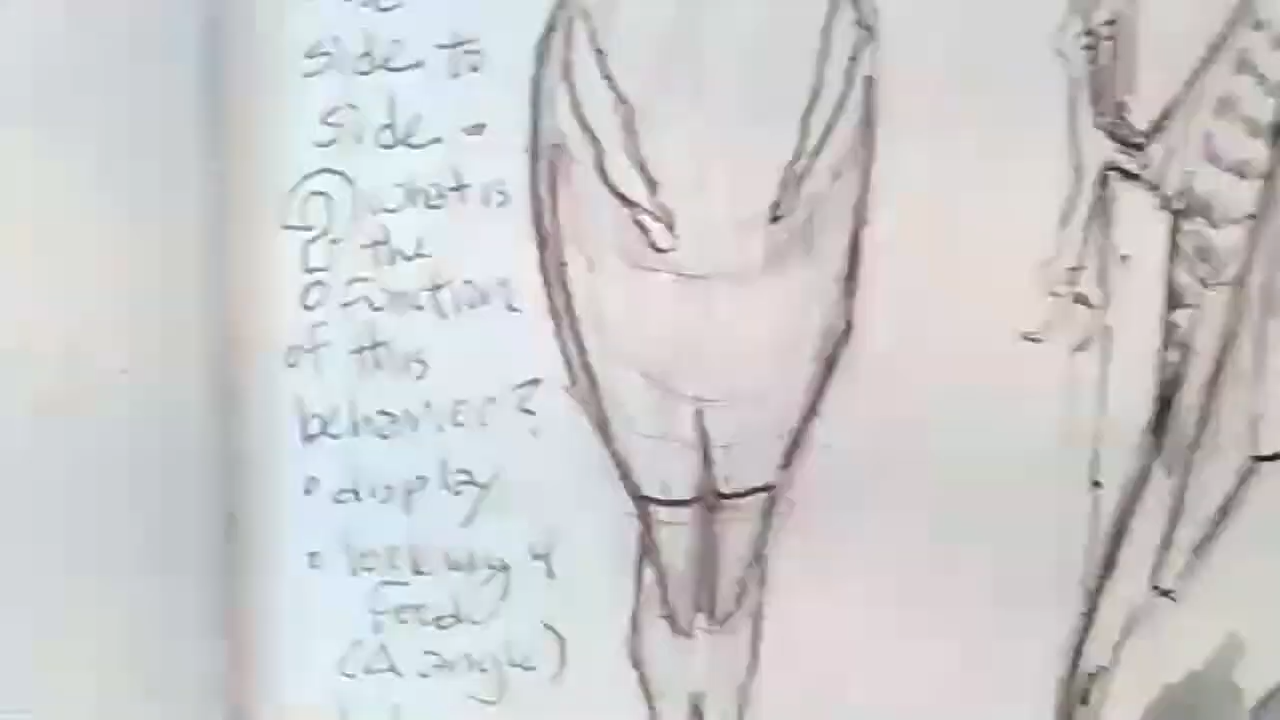 side to
side -
what is
the
function
of this
behavior?
• display
• looking 4
food
(Δ angle)